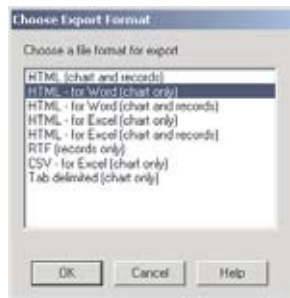 Choose Export Format
Choose a file format for export
HTML (chart and records)
HTML - for Word (chart only)
HTML - for Word (chart and records)
HTML - for Excel (chart only)
HTML - for Excel (chart and records)
RTF (records only)
CSV - for Excel (chart only)
Tab delimited (chart only)
OK Cancel Help